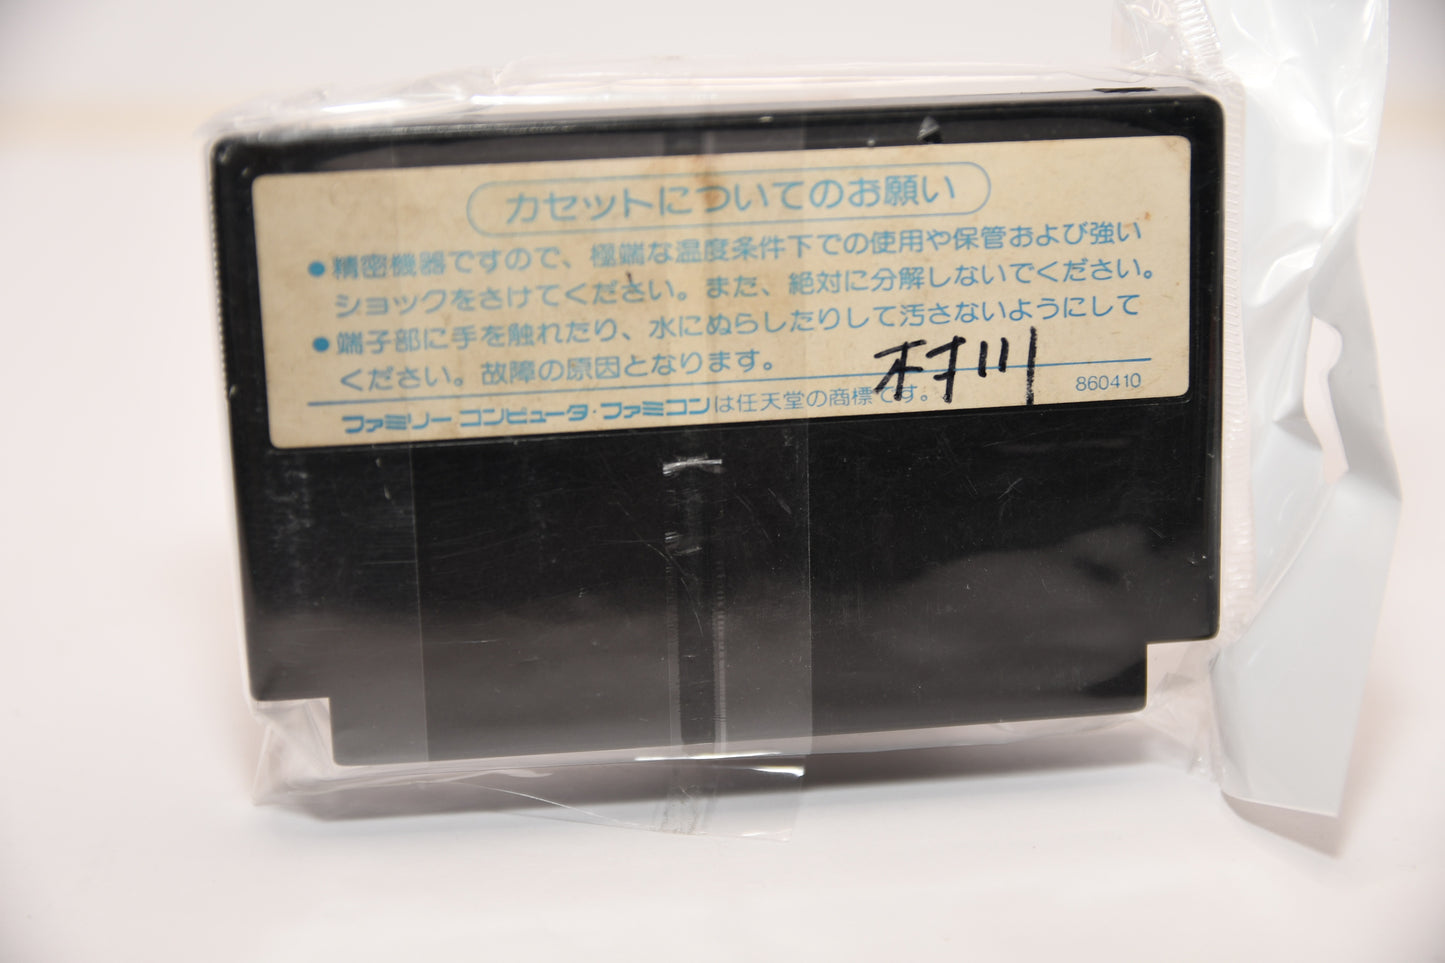 カセットについてのお願い
●精密機器ですので、極端な温度条件下での使用や保管および強い
ショックをさけてください。また、絶対に分解しないでください。
●端子部に手を触れたり、水にぬらしたりして汚さないようにして
ください。故障の原因となります。
村川
ファミリーコンピュータ・ファミコンは任天堂の商標です。
860410